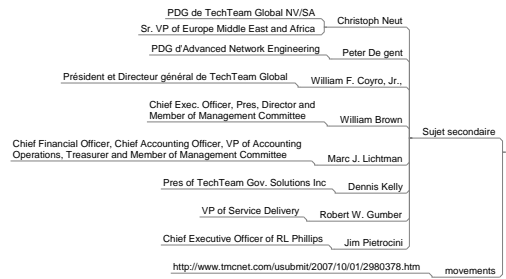 PDG de TechTeam Global NV/SA
Christoph Neut
Sr. VP of Europe Middle East and Africa
PDG d'Advanced Network Engineering
Peter De gent
Président et Directeur général de TechTeam Global
William F. Coyro, Jr.,
Chief Exec. Officer, Pres, Director and
Member of Management Committee
William Brown
Sujet secondaire
Chief Financial Officer, Chief Accounting Officer, VP of Accounting
Operations, Treasurer and Member of Management Committee
Marc J. Lichtman
Pres of TechTeam Gov. Solutions Inc
Dennis Kelly
VP of Service Delivery
Robert W. Gumber
Chief Executive Officer of RL Phillips
Jim Pietrocini
http://www.tmcnet.com/usubmit/2007/10/01/2980378.htm
movements